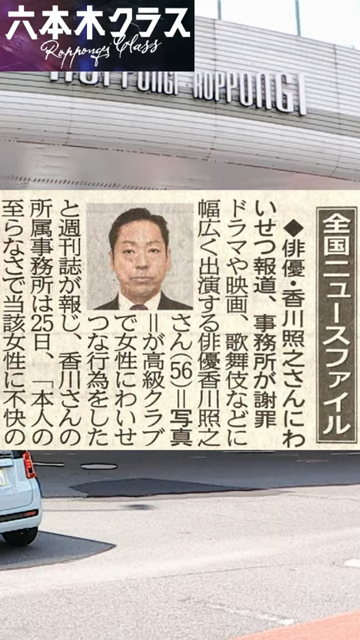 六本木クラス
Roppongi Class
ROPPONGI ROPPONGI
全国ニュースファイル
◆俳優・香川照之さんにわ
いせつ報道、事務所が謝罪
ドラマや映画、歌舞伎などに
幅広く出演する俳優香川照之
さん(56)＝写真
＝が高級クラブ
で女性にわいせ
つな行為をした
と週刊誌が報じ、香川さんの
所属事務所は25日、「本人の
至らなさで当該女性に不快の